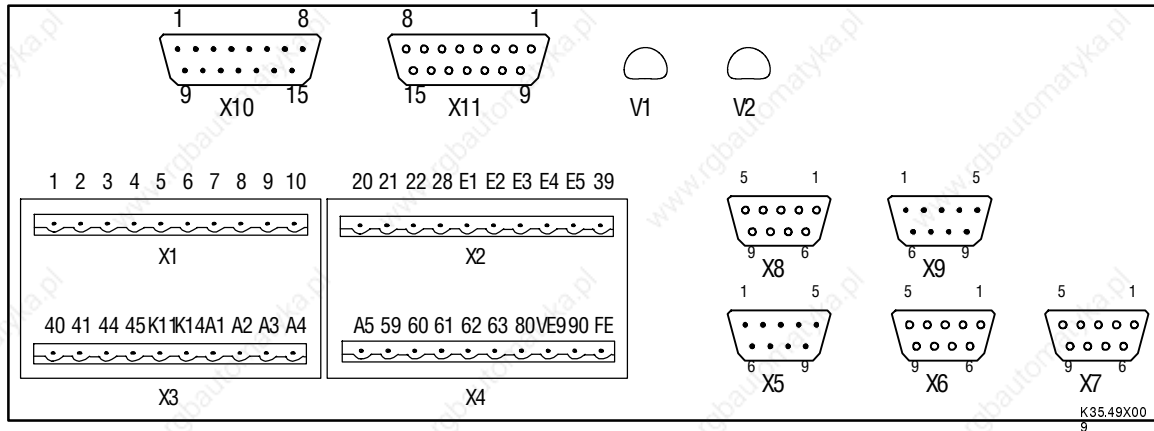 1 8 8 1
9 15 15 9
X10 X11 V1 V2
1 2 3 4 5 6 7 8 9 10 20 21 22 28 E1 E2 E3 E4 E5 39
5 1 1 5
X1 X2
9 6 6 9
X8 X9
1 5 5 1 5 1
40 41 44 45 K11 K14 A1 A2 A3 A4 A5 59 60 61 62 63 80 VE9 90 FE
6 9 9 6 9 6
X5 X6 X7
X3 X4
K35.49X00
9
www.rgbautomatyka.pl